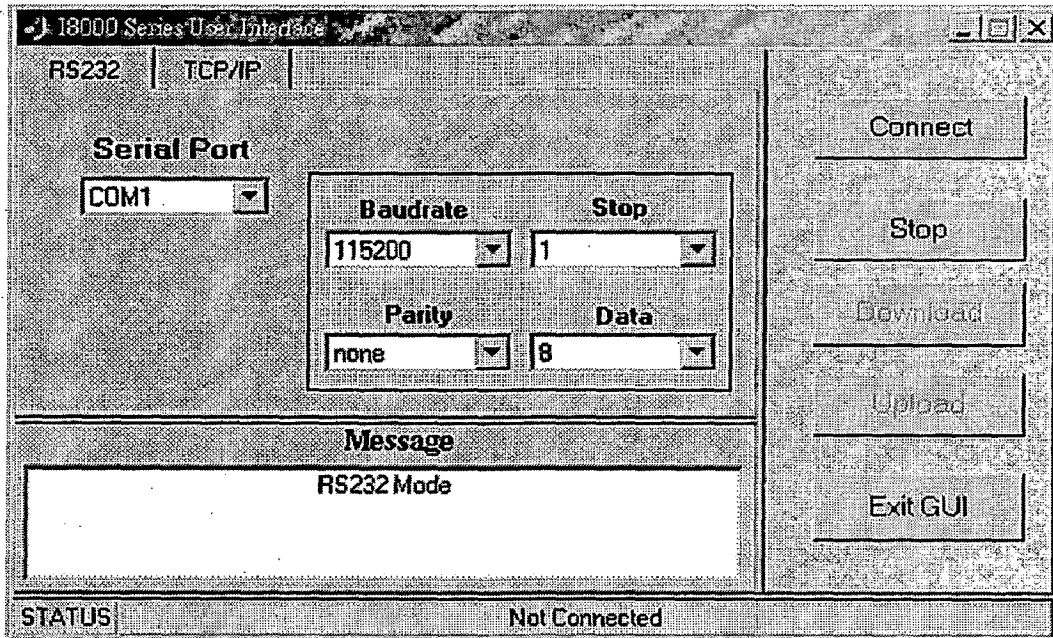 18000 Series User Interface
RS232 TCP/IP
Serial Port
COM1
Baudrate Stop
115200 1
Parity Data
none 8
Message
RS232 Mode
Connect
Stop
Download
Upload
Exit GUI
STATUS Not Connected